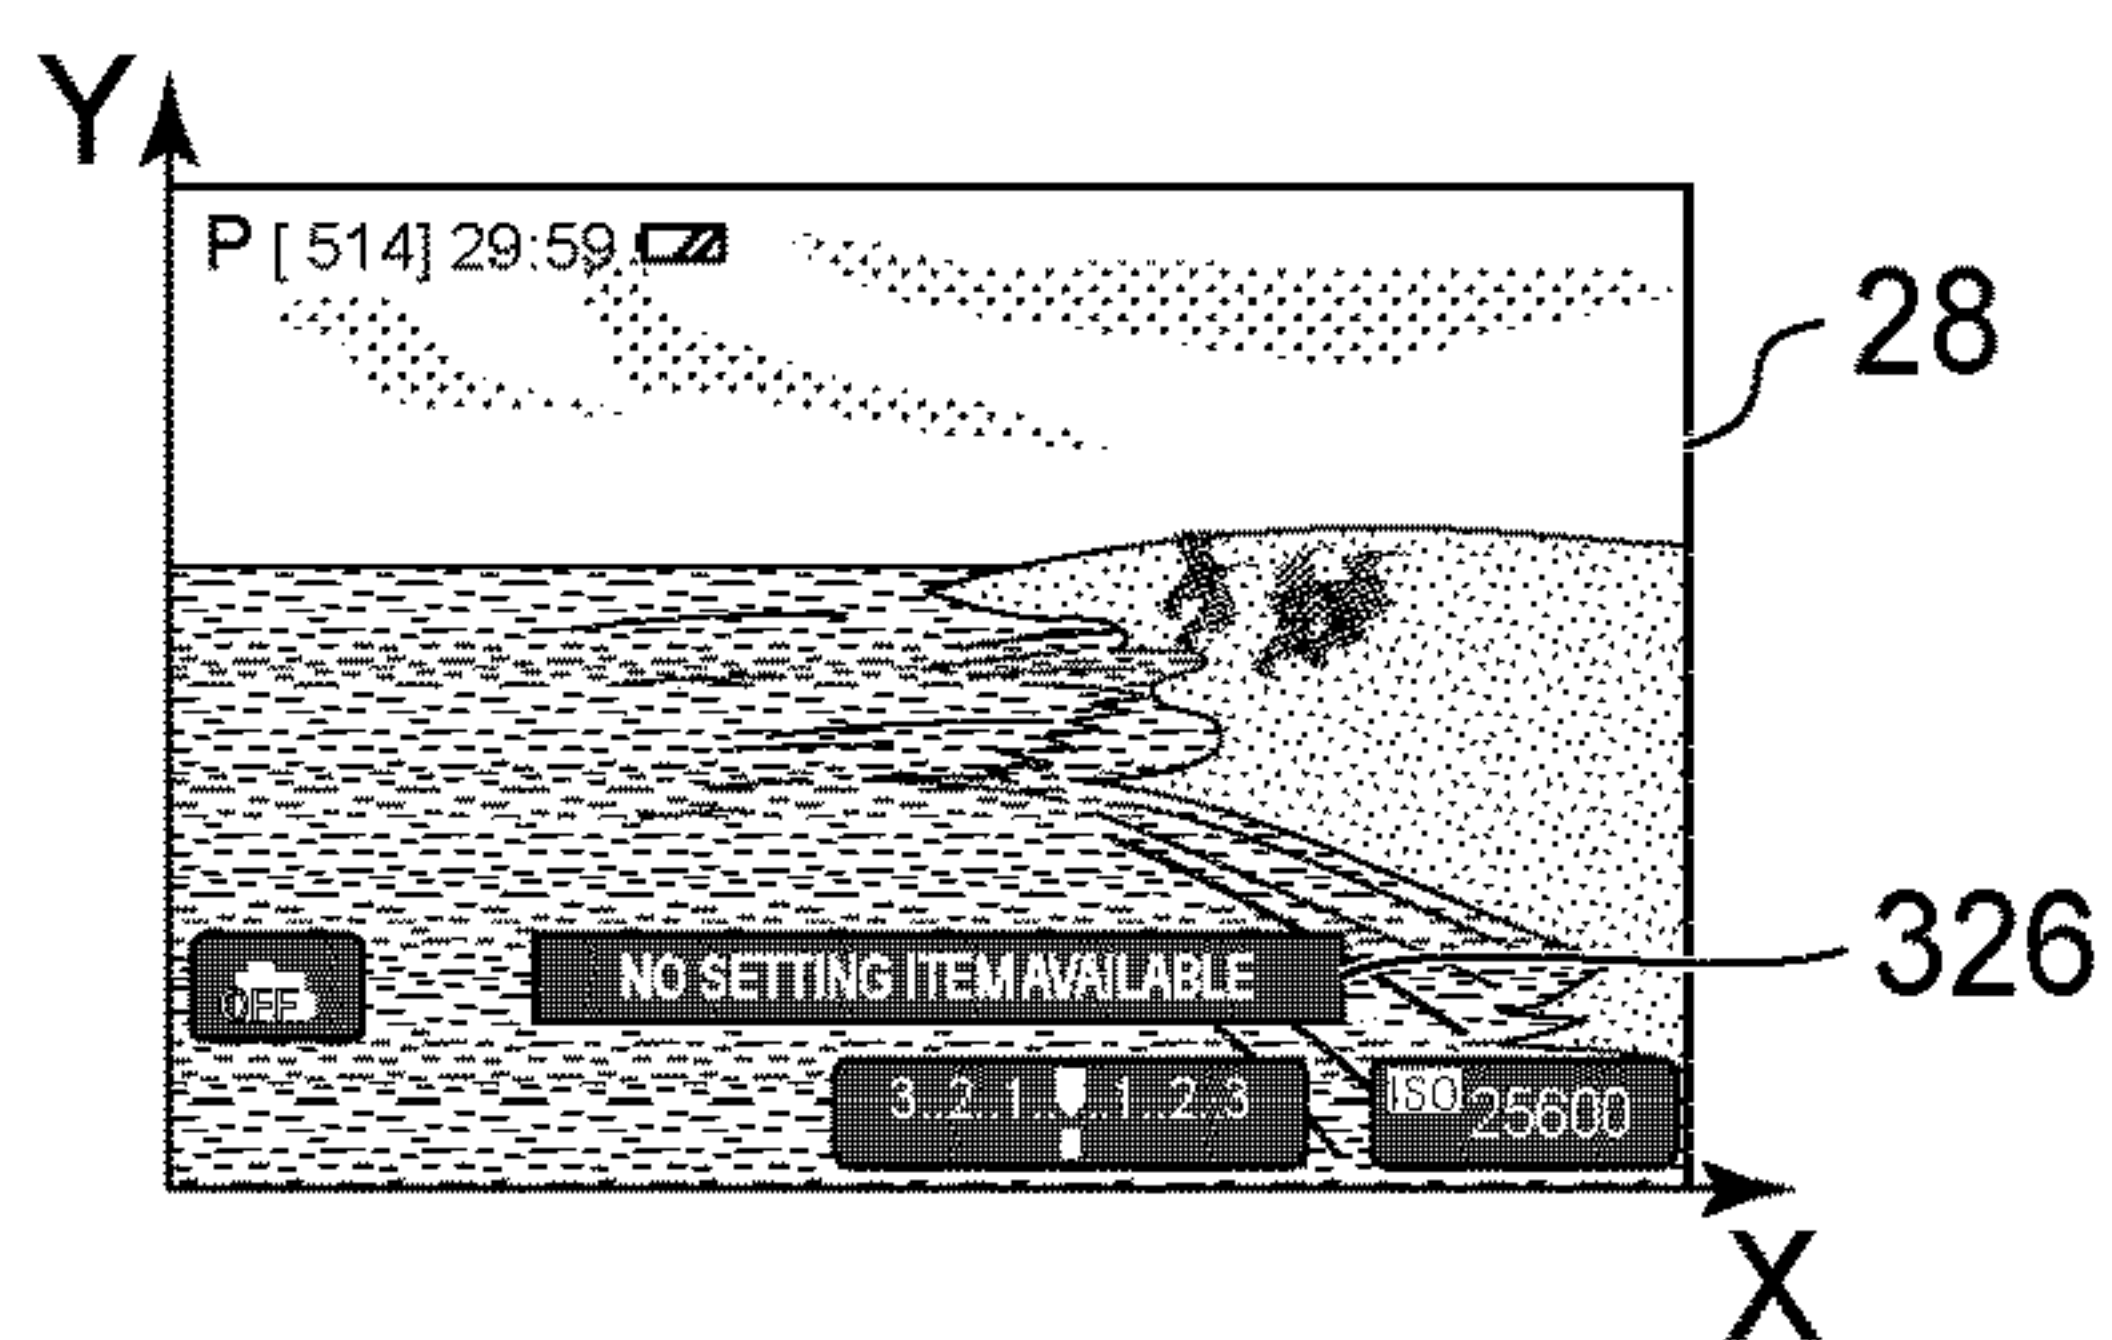 Y
P [ 514] 29:59
28
326
OFF
NO SETTING ITEM AVAILABLE
3..2..1...1..2..3
ISO 25600
X